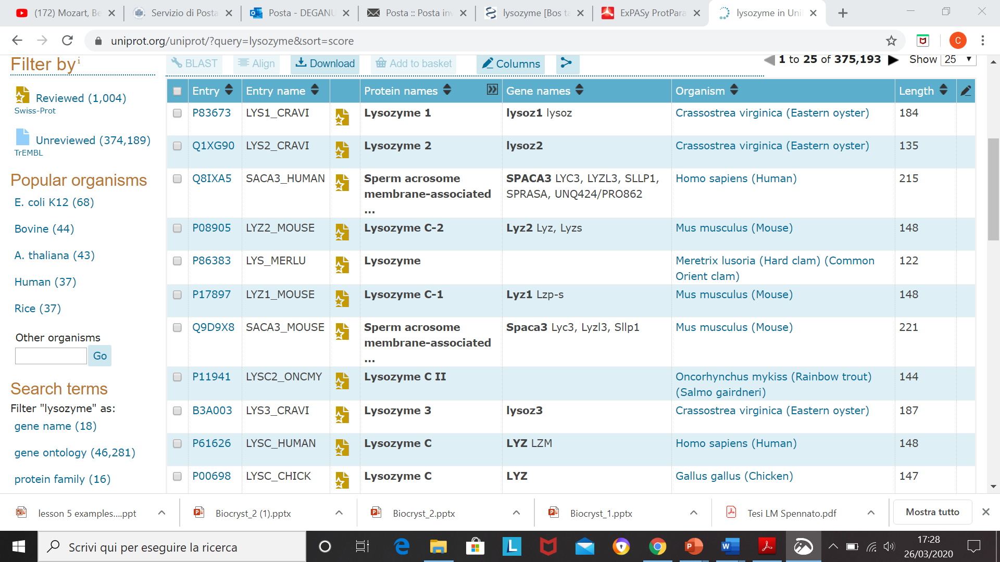 (172) Mozart, Be
Servizio di Posta
Posta - DEGANU
Posta :: Posta inv
lysozyme [Bos ta
ExPASy ProtPara
lysozyme in Uni
uniprot.org/uniprot/?query=lysozyme&sort=score
C
Filter by i
BLAST Align Download Add to basket Columns
1 to 25 of 375,193 Show 25
Reviewed (1,004)
Swiss-Prot
Unreviewed (374,189)
TrEMBL
Popular organisms
E. coli K12 (68)
Bovine (44)
A. thaliana (43)
Human (37)
Rice (37)
Other organisms
Go
Search terms
Filter "lysozyme" as:
gene name (18)
gene ontology (46,281)
protein family (16)
Entry Entry name Protein names Gene names Organism Length
P83673 LYS1_CRAVI Lysozyme 1 lysoz1 lysoz Crassostrea virginica (Eastern oyster) 184
Q1XG90 LYS2_CRAVI Lysozyme 2 lysoz2 Crassostrea virginica (Eastern oyster) 135
Q8IXA5 SACA3_HUMAN Sperm acrosome SPACA3 LYC3, LYZL3, SLLP1, Homo sapiens (Human) 215
membrane-associated SPRASA, UNQ424/PRO862
...
P08905 LYZ2_MOUSE Lysozyme C-2 Lyz2 Lyz, Lyzs Mus musculus (Mouse) 148
P86383 LYS_MERLU Lysozyme Meretrix lusoria (Hard clam) (Common 122
Orient clam)
P17897 LYZ1_MOUSE Lysozyme C-1 Lyz1 Lzp-s Mus musculus (Mouse) 148
Q9D9X8 SACA3_MOUSE Sperm acrosome Spaca3 Lyc3, Lyzl3, Sllp1 Mus musculus (Mouse) 221
membrane-associated
...
P11941 LYSC2_ONCMY Lysozyme C II Oncorhynchus mykiss (Rainbow trout) 144
(Salmo gairdneri)
B3A003 LYS3_CRAVI Lysozyme 3 lysoz3 Crassostrea virginica (Eastern oyster) 187
P61626 LYSC_HUMAN Lysozyme C LYZ LZM Homo sapiens (Human) 148
P00698 LYSC_CHICK Lysozyme C LYZ Gallus gallus (Chicken) 147
lesson 5 examples....ppt
Biocryst_2 (1).pptx
Biocryst_2.pptx
Biocryst_1.pptx
Tesi LM Spennato.pdf
Mostra tutto
Scrivi qui per eseguire la ricerca
17:28
26/03/2020